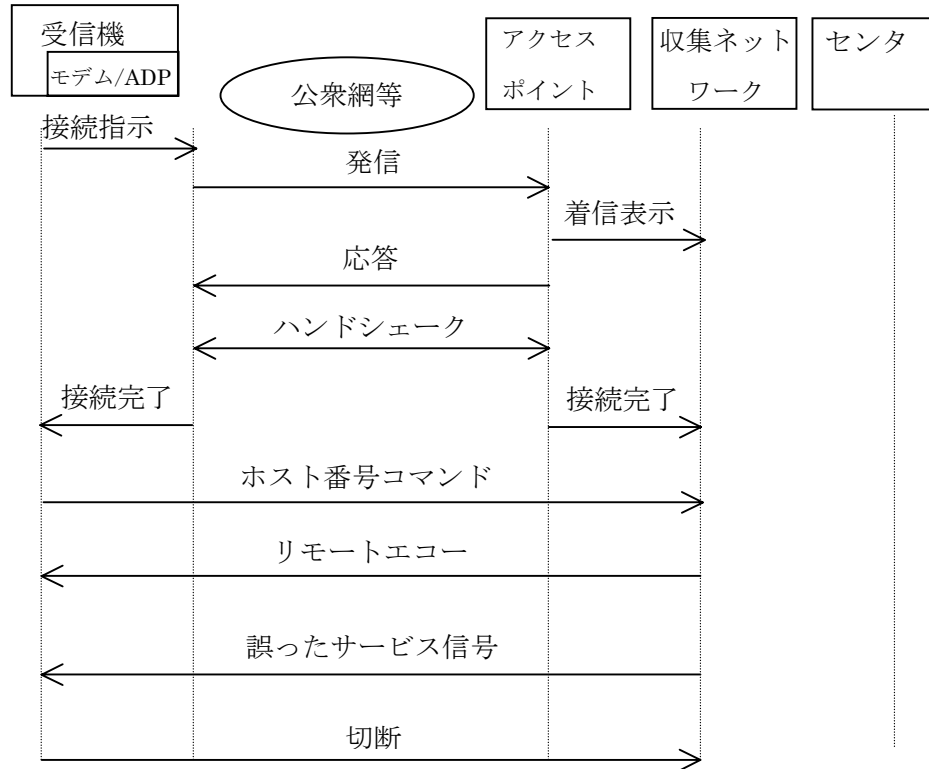 受信機
モデム/ADP
公衆網等
アクセス
ポイント
収集ネット
ワーク
センタ
接続指示
発信
着信表示
応答
ハンドシェーク
接続完了
接続完了
ホスト番号コマンド
リモートエコー
誤ったサービス信号
切断